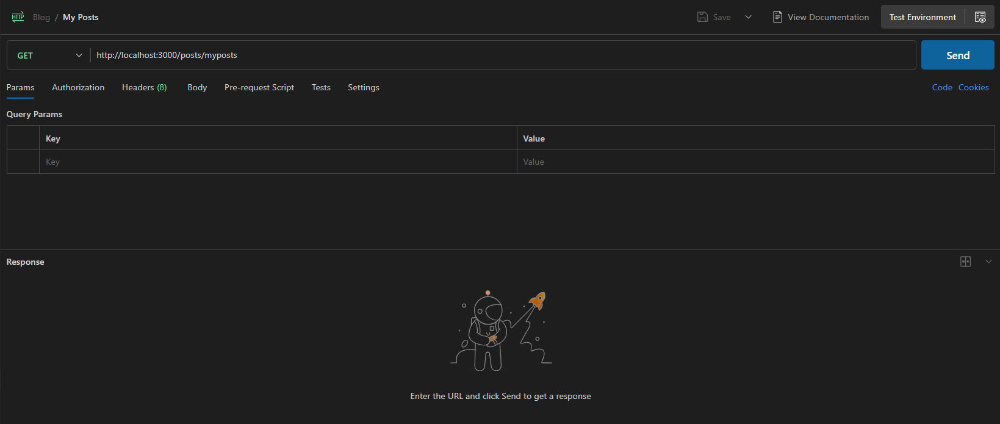 HTTP Blog / My Posts Save View Documentation Test Environment
GET http://localhost:3000/posts/myposts Send
Params Authorization Headers (8) Body Pre-request Script Tests Settings Code Cookies
Query Params
Key Value
Key Value
Response
Enter the URL and click Send to get a response